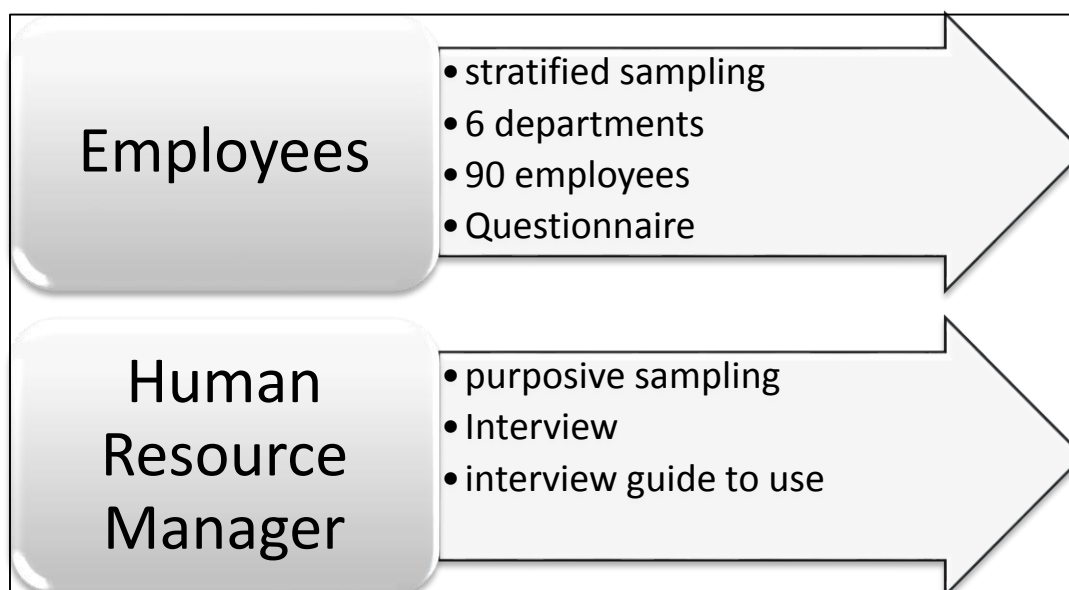 Employees
• stratified sampling
• 6 departments
• 90 employees
• Questionnaire
Human
Resource
Manager
• purposive sampling
• Interview
• interview guide to use